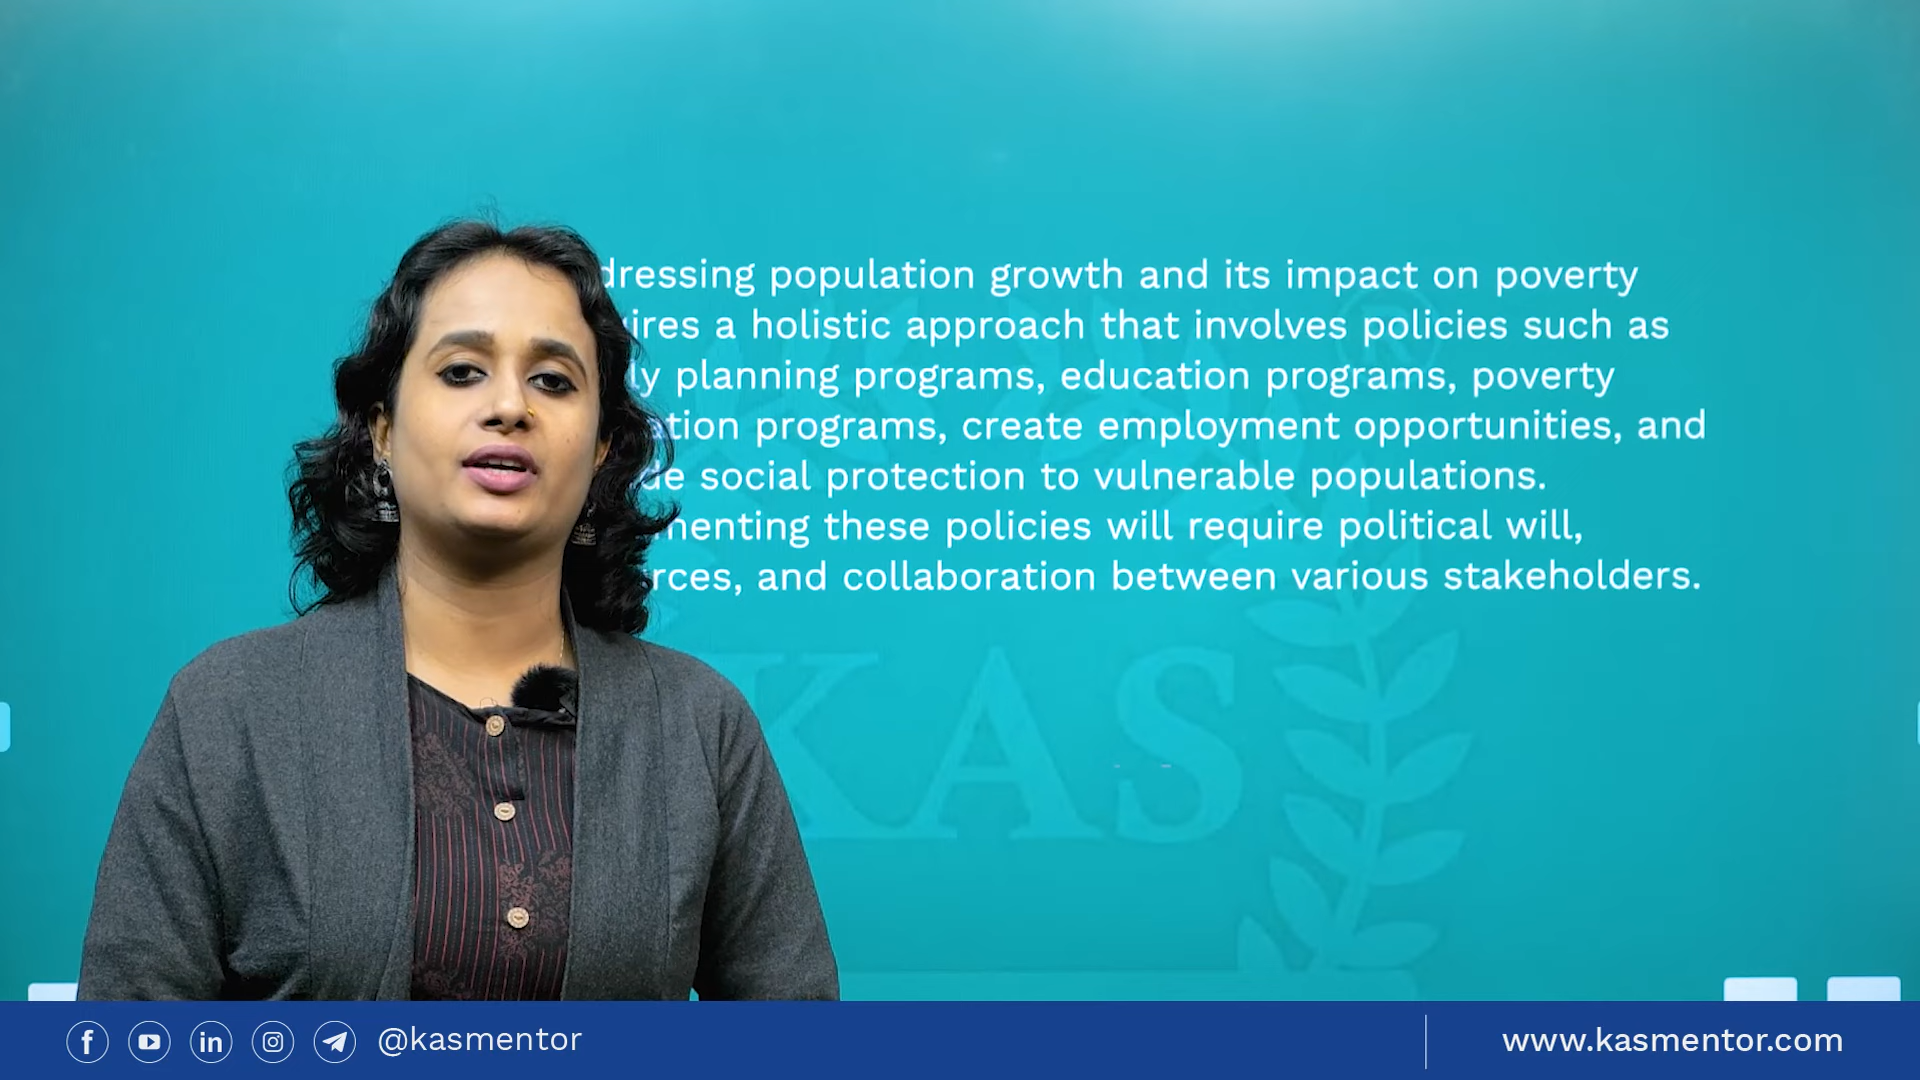 dressing population growth and its impact on poverty
ires a holistic approach that involves policies such as
ly planning programs, education programs, poverty
tion programs, create employment opportunities, and
de social protection to vulnerable populations.
menting these policies will require political will,
rces, and collaboration between various stakeholders.
KAS
@kasmentor
www.kasmentor.com